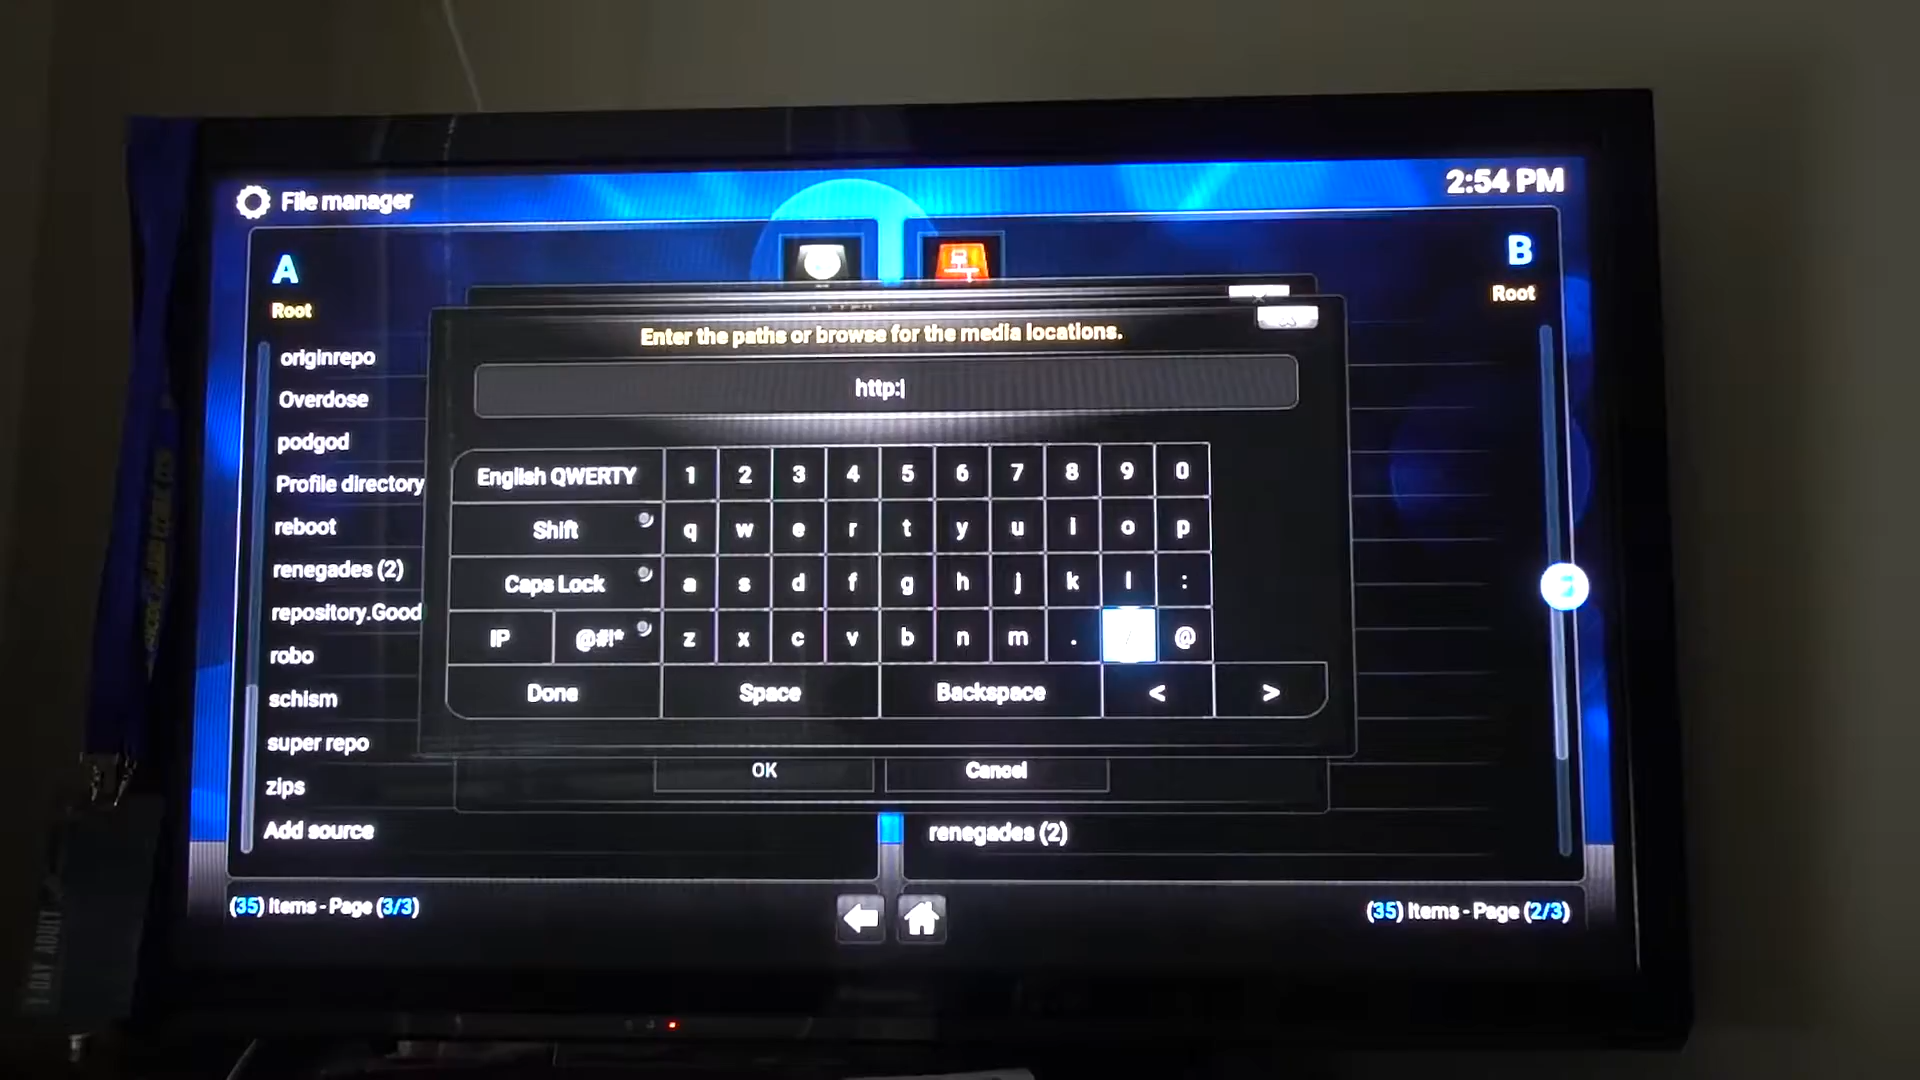 File manager
2:54 PM
A
B
Root
Root
originrepo
Overdose
podgod
Profile directory
reboot
renegades (2)
repository.Good
robo
schism
super repo
zips
Add source
Enter the paths or browse for the media locations.
http:
English QWERTY 1 2 3 4 5 6 7 8 9 0
Shift q w e r t y u i o p
Caps Lock a s d f g h j k l :
IP @#!* z x c v b n m . / @
Done Space Backspace < >
OK Cancel
renegades (2)
(35) Items - Page (3/3)
(35) Items - Page (2/3)